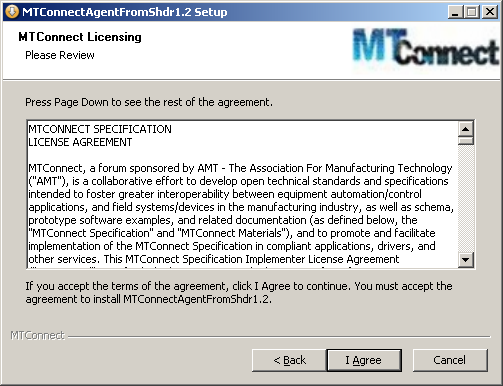 MTConnectAgentFromShdr1.2 Setup
MTConnect Licensing
Please Review
MTConnect
Press Page Down to see the rest of the agreement.
MTCONNECT SPECIFICATION
LICENSE AGREEMENT
MTConnect, a forum sponsored by AMT - The Association For Manufacturing Technology
("AMT"), is a collaborative effort to develop open technical standards and specifications
intended to foster greater interoperability between equipment automation/control
applications, and field systems/devices in the manufacturing industry, as well as schema,
prototype software examples, and related documentation (as defined below, the
"MTConnect Specification" and "MTConnect Materials"), and to promote and facilitate
implementation of the MTConnect Specification in compliant applications, drivers, and
other services. This MTConnect Specification Implementer License Agreement
If you accept the terms of the agreement, click I Agree to continue. You must accept the
agreement to install MTConnectAgentFromShdr1.2.
MTConnect
< Back
I Agree
Cancel